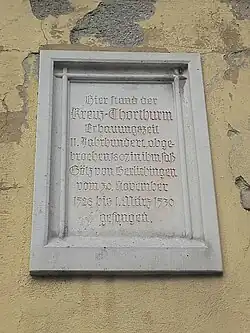 Hier stand der
Kreuz-Thorthurm
Erbauungszeit
11. Jahrhundert, abge-
brochen 1807, in ihm saß
Götz von Berlichingen
vom 30. November
1528 bis 1. März 1530
gefangen.